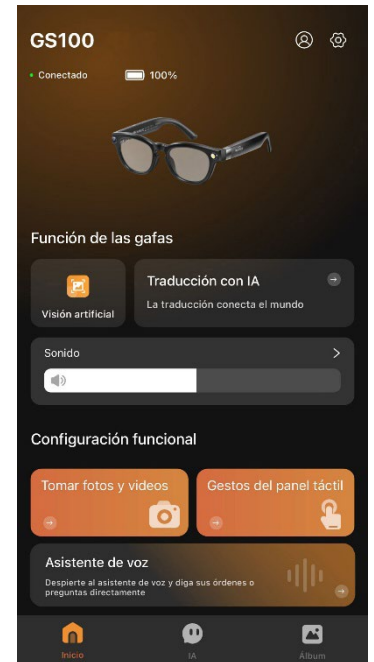 GS100
Conectado 100%
Función de las gafas
Visión artificial
Traducción con IA
La traducción conecta el mundo
Sonido
Configuración funcional
Tomar fotos y videos
Gestos del panel táctil
Asistente de voz
Despierte al asistente de voz y diga sus órdenes o
preguntas directamente
Inicio
IA
Álbum